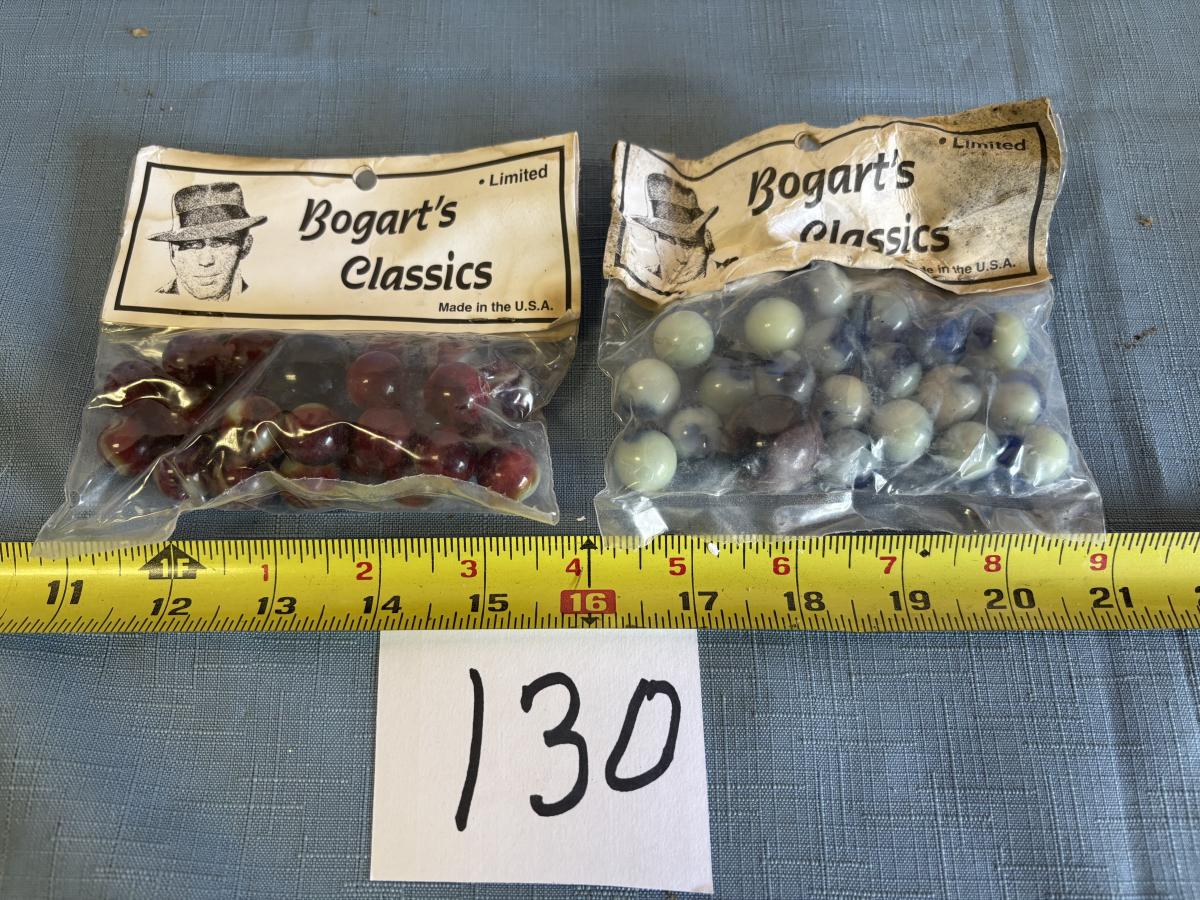 • Limited
Bogart's
Classics
Made in the U.S.A.
• Limited
Bogart's
Classics
in the U.S.A.
1F 1 2 3 4 5 6 7 8 9
11 12 13 14 15 16 17 18 19 20 21
130